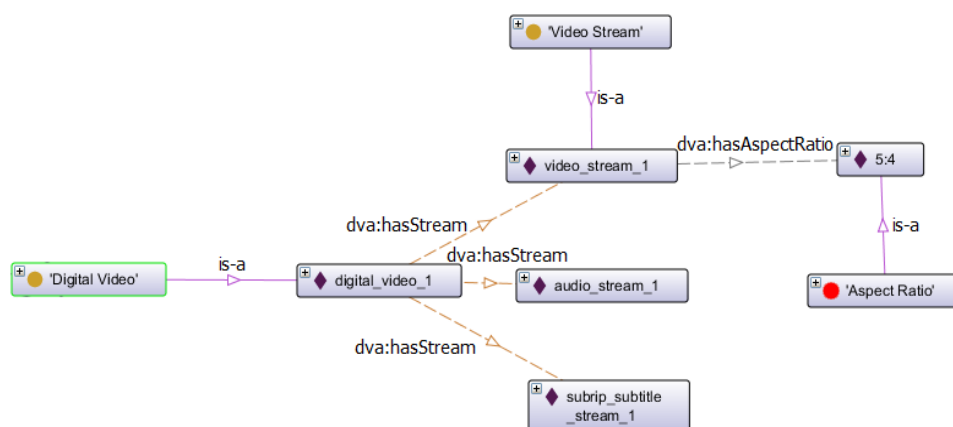 'Video Stream'
is-a
dva:hasAspectRatio
video_stream_1
5:4
dva:hasStream
is-a
dva:hasStream
is-a
'Digital Video'
digital_video_1
audio_stream_1
'Aspect Ratio'
dva:hasStream
subrip_subtitle
_stream_1